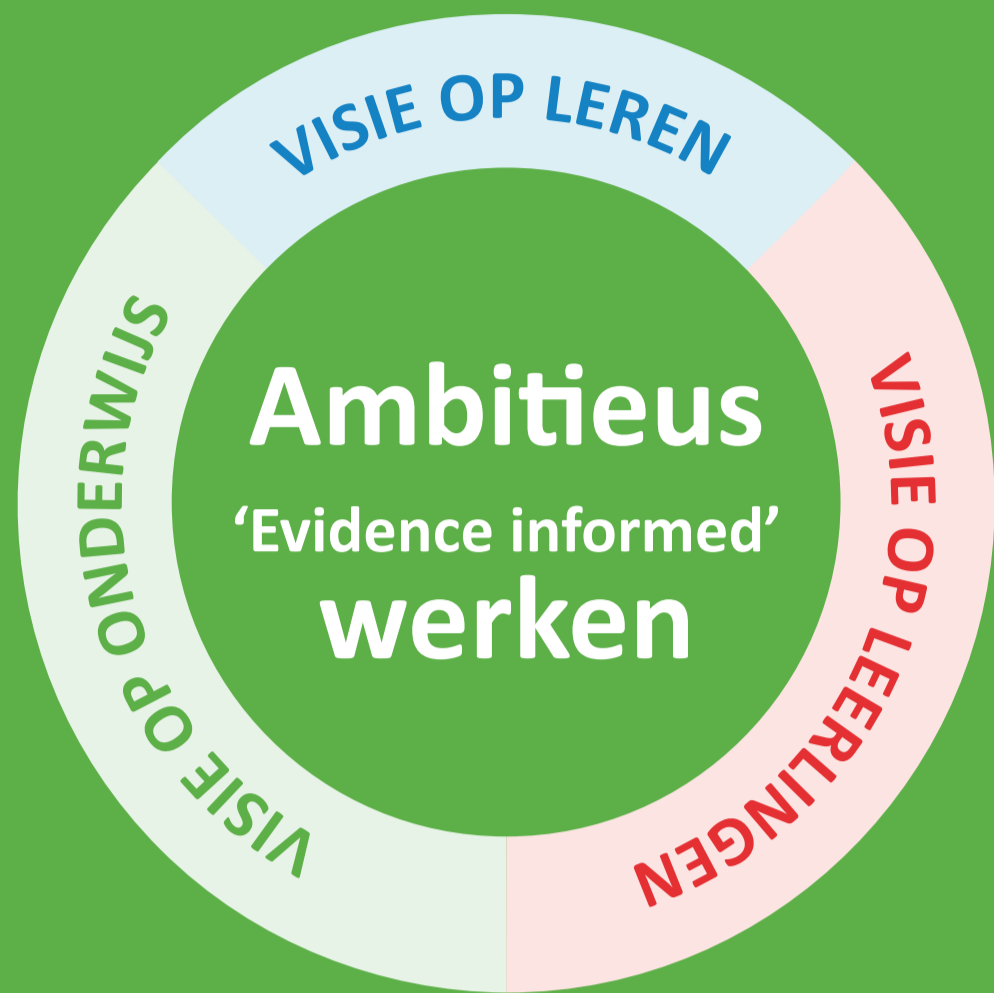 VISIE OP LEREN
VISIE OP LEERLINGEN
VISIE OP ONDERWIJS
Ambitieus
‘Evidence informed’
werken